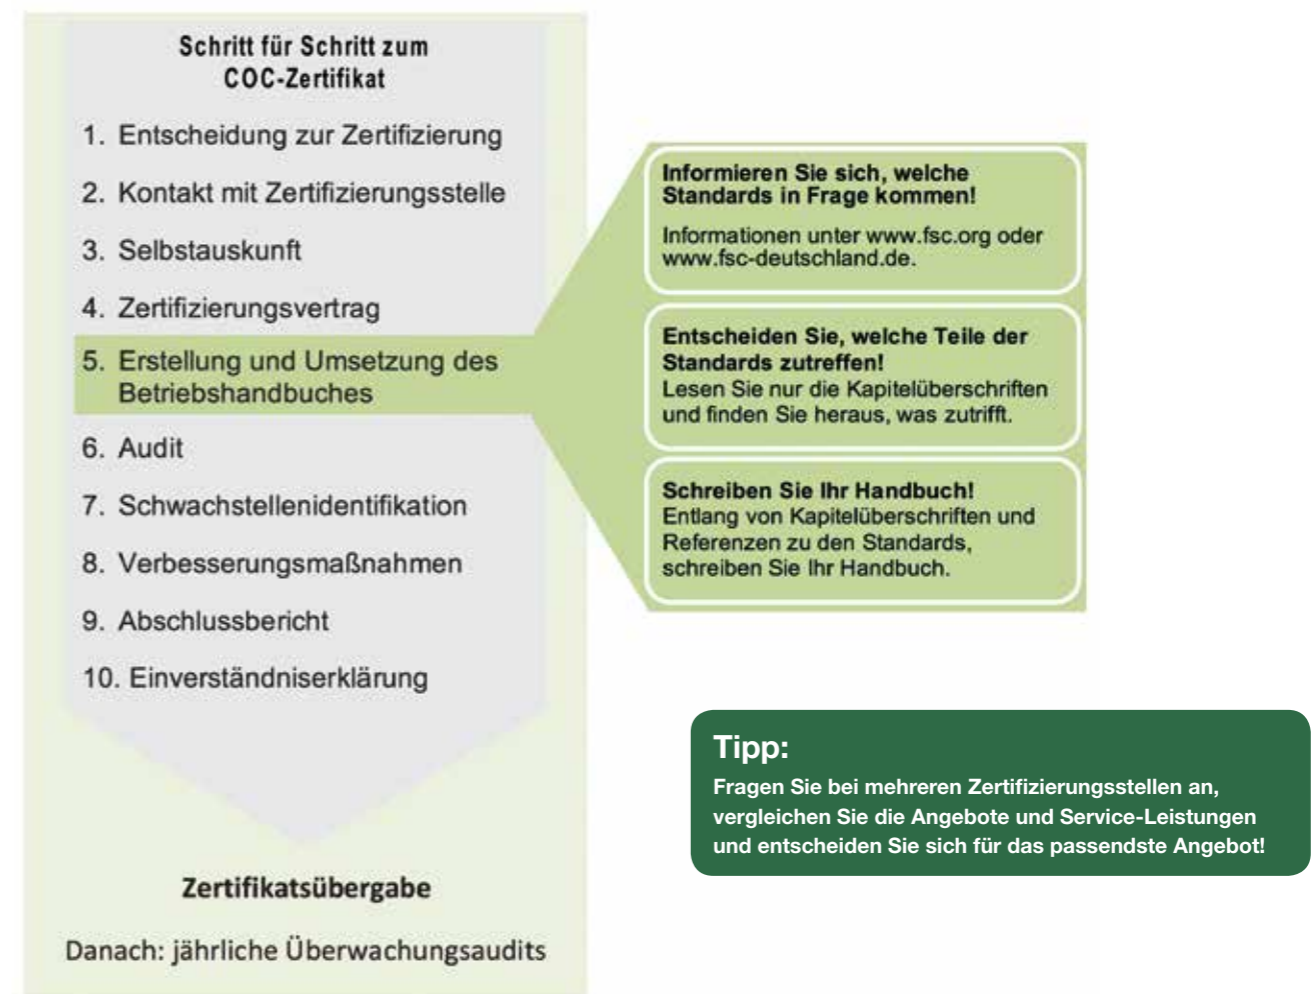 Schritt für Schritt zum
COC-Zertifikat
1. Entscheidung zur Zertifizierung
2. Kontakt mit Zertifizierungsstelle
3. Selbstauskunft
4. Zertifizierungsvertrag
5. Erstellung und Umsetzung des
Betriebshandbuches
6. Audit
7. Schwachstellenidentifikation
8. Verbesserungsmaßnahmen
9. Abschlussbericht
10. Einverständniserklärung
Zertifikatsübergabe
Danach: jährliche Überwachungsaudits
Informieren Sie sich, welche
Standards in Frage kommen!
Informationen unter www.fsc.org oder
www.fsc-deutschland.de.
Entscheiden Sie, welche Teile der
Standards zutreffen!
Lesen Sie nur die Kapitelüberschriften
und finden Sie heraus, was zutrifft.
Schreiben Sie Ihr Handbuch!
Entlang von Kapitelüberschriften und
Referenzen zu den Standards,
schreiben Sie Ihr Handbuch.
Tipp:
Fragen Sie bei mehreren Zertifizierungsstellen an,
vergleichen Sie die Angebote und Service-Leistungen
und entscheiden Sie sich für das passendste Angebot!